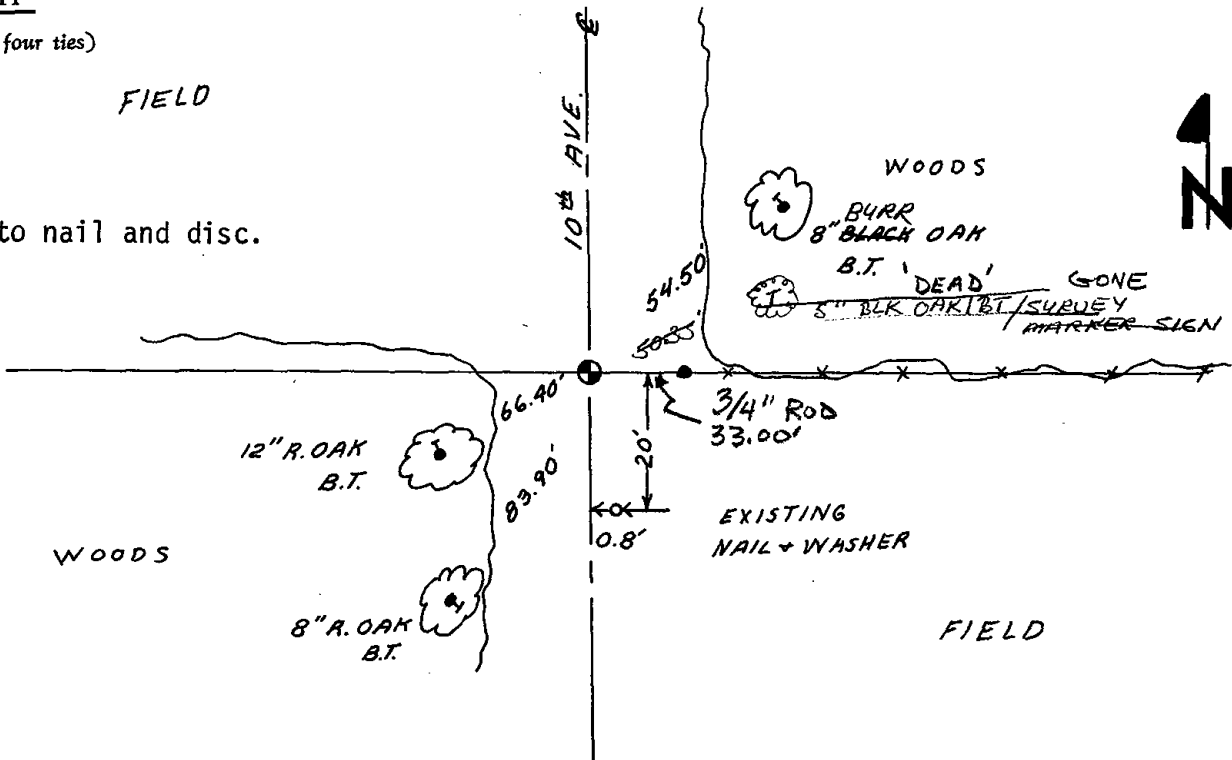 four ties)
FIELD
to nail and disc.
10th AVE.
WOODS
BURR
8" BLACK OAK
B.T.
'DEAD'
GONE
5" BLK OAK/BT/SURVEY
MARKER SIGN
N
54.50'
50.35'
66.40'
3/4" ROD
33.00'
12" R. OAK
B.T.
20'
83.90'
0.8'
EXISTING
NAIL + WASHER
WOODS
8" R. OAK
B.T.
FIELD